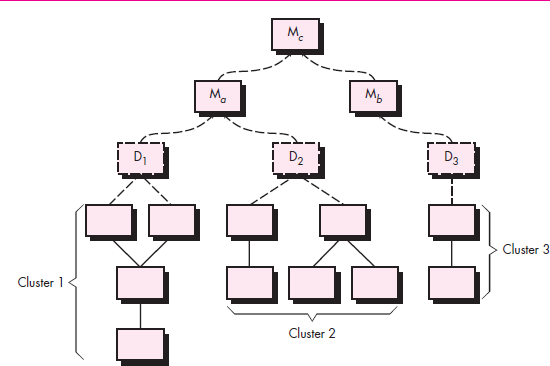 Mc
Ma
Mb
D1
D2
D3
Cluster 3
Cluster 1
Cluster 2